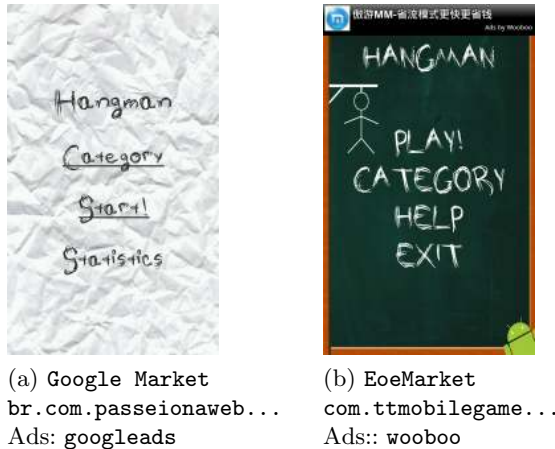 Hangman
Category
Start!
Statistics
(a) Google Market
br.com.passeionaweb...
Ads: googleads
傲游MM-省流模式更快更省钱
Ads by Wooboo
HANGMAN
PLAY!
CATEGORY
HELP
EXIT
(b) EoeMarket
com.ttmobilegame...
Ads:: wooboo